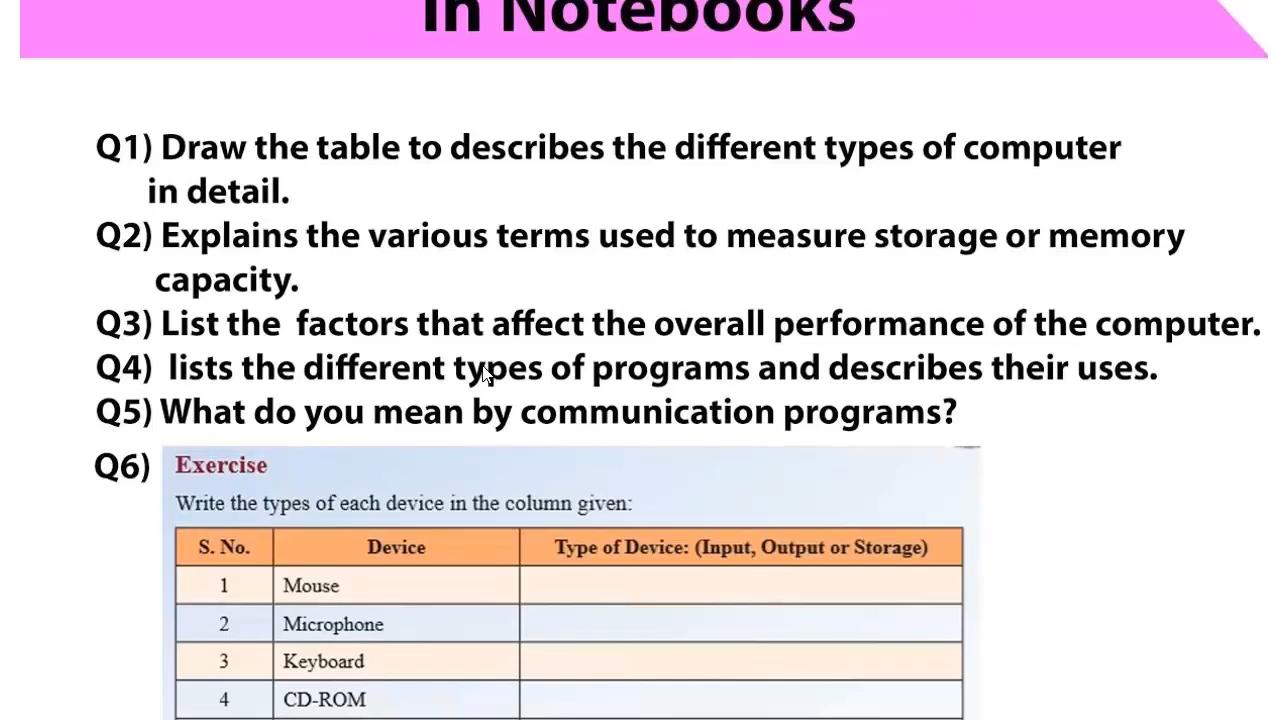 in Notebooks
Q1) Draw the table to describes the different types of computer
in detail.
Q2) Explains the various terms used to measure storage or memory
capacity.
Q3) List the factors that affect the overall performance of the computer.
Q4) lists the different types of programs and describes their uses.
Q5) What do you mean by communication programs?
Q6) Exercise
Write the types of each device in the column given:
S. No. Device Type of Device: (Input, Output or Storage)
1 Mouse
2 Microphone
3 Keyboard
4 CD-ROM